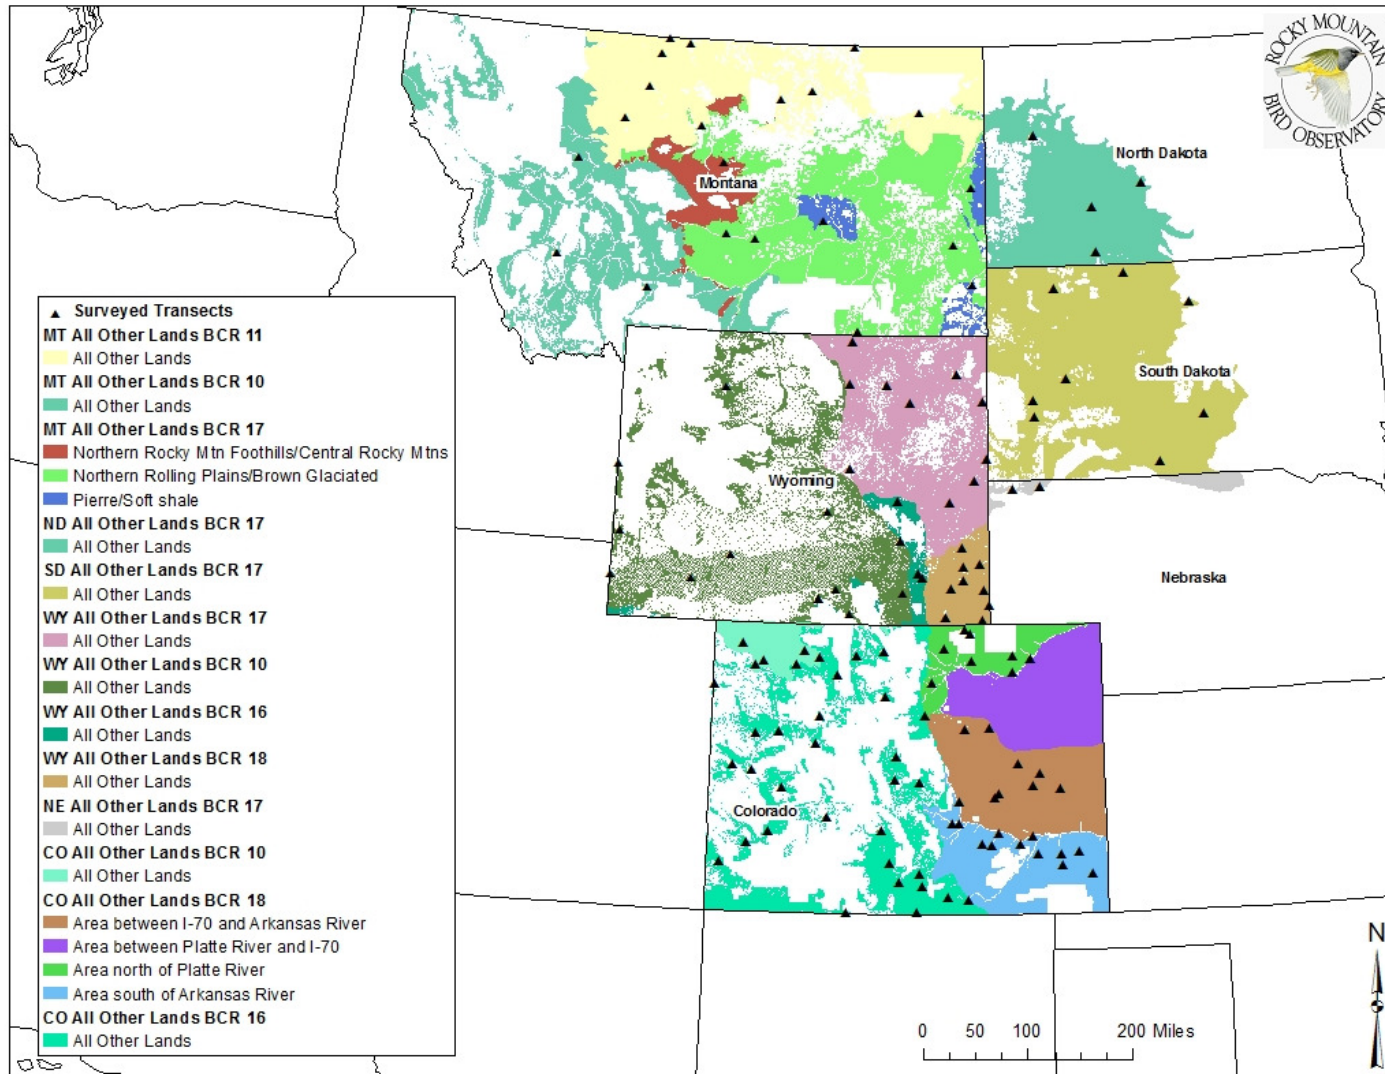 ROCKY MOUNTAIN
BIRD OBSERVATORY
North Dakota
Montana
South Dakota
Wyoming
Nebraska
Colorado
Surveyed Transects
MT All Other Lands BCR 11
All Other Lands
MT All Other Lands BCR 10
All Other Lands
MT All Other Lands BCR 17
Northern Rocky Mtn Foothills/Central Rocky Mtns
Northern Rolling Plains/Brown Glaciated
Pierre/Soft shale
ND All Other Lands BCR 17
All Other Lands
SD All Other Lands BCR 17
All Other Lands
WY All Other Lands BCR 17
All Other Lands
WY All Other Lands BCR 10
All Other Lands
WY All Other Lands BCR 16
All Other Lands
WY All Other Lands BCR 18
All Other Lands
NE All Other Lands BCR 17
All Other Lands
CO All Other Lands BCR 10
All Other Lands
CO All Other Lands BCR 18
Area between I-70 and Arkansas River
Area between Platte River and I-70
Area north of Platte River
Area south of Arkansas River
CO All Other Lands BCR 16
All Other Lands
N
0 50 100 200 Miles